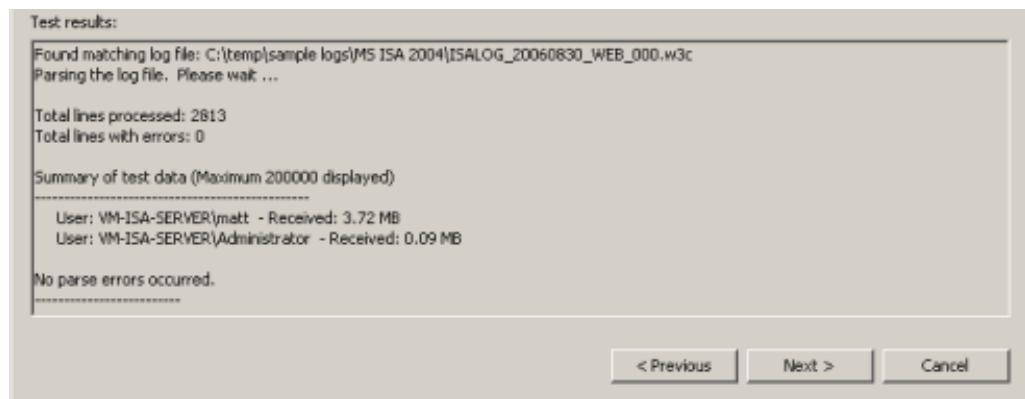 Test results:
Found matching log file: C:\temp\sample logs\MS ISA 2004\ISALOG_20060830_WEB_000.w3c
Parsing the log file. Please wait ...
Total lines processed: 2813
Total lines with errors: 0
Summary of test data (Maximum 200000 displayed)
-----------------------------------------------
User: VM-ISA-SERVER\matt - Received: 3.72 MB
User: VM-ISA-SERVER\Administrator - Received: 0.09 MB
No parse errors occurred.
-------------------------
< Previous Next > Cancel